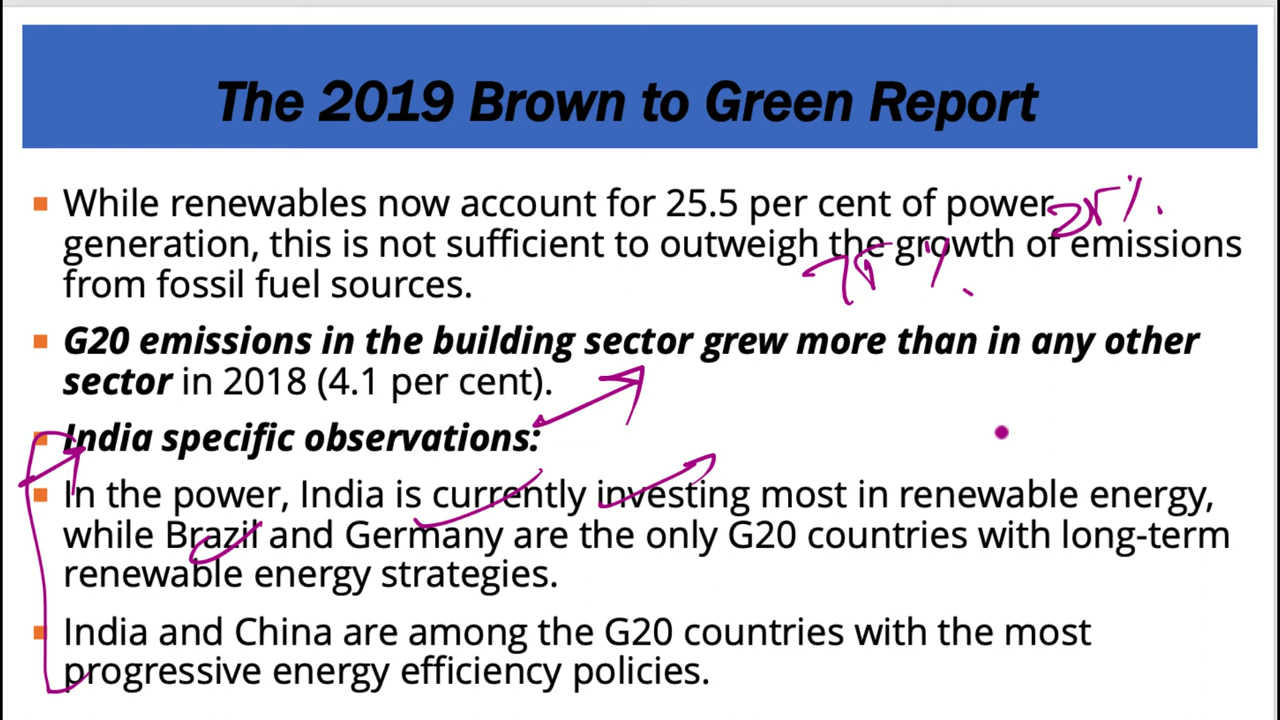 The 2019 Brown to Green Report
While renewables now account for 25.5 per cent of power
25%.
generation, this is not sufficient to outweigh the growth of emissions
75%.
from fossil fuel sources.
G20 emissions in the building sector grew more than in any other
sector in 2018 (4.1 per cent).
India specific observations:
In the power, India is currently investing most in renewable energy,
while Brazil and Germany are the only G20 countries with long-term
renewable energy strategies.
India and China are among the G20 countries with the most
progressive energy efficiency policies.